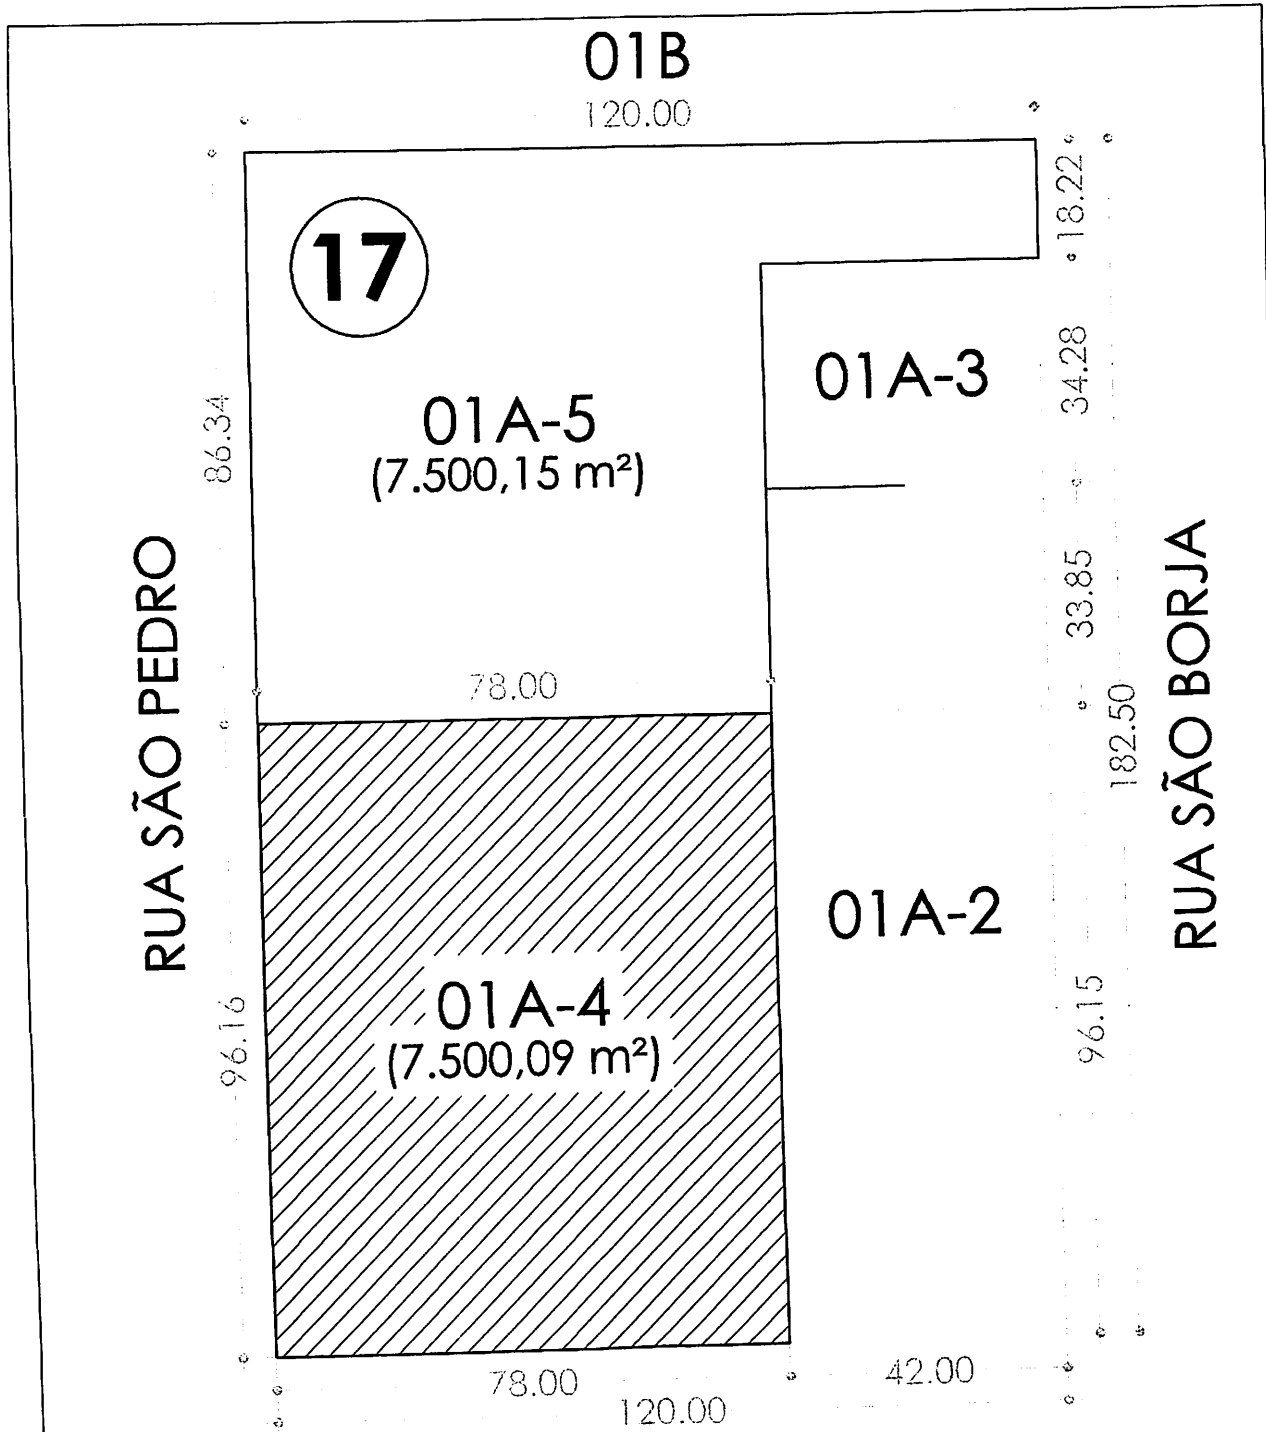 01B
120.00
18.22
17
01A-3
34.28
01A-5
(7.500,15 m²)
86.34
RUA SÃO PEDRO
33.85
RUA SÃO BORJA
78.00
182.50
01A-2
01A-4
(7.500,09 m²)
96.16
96.15
78.00
42.00
120.00